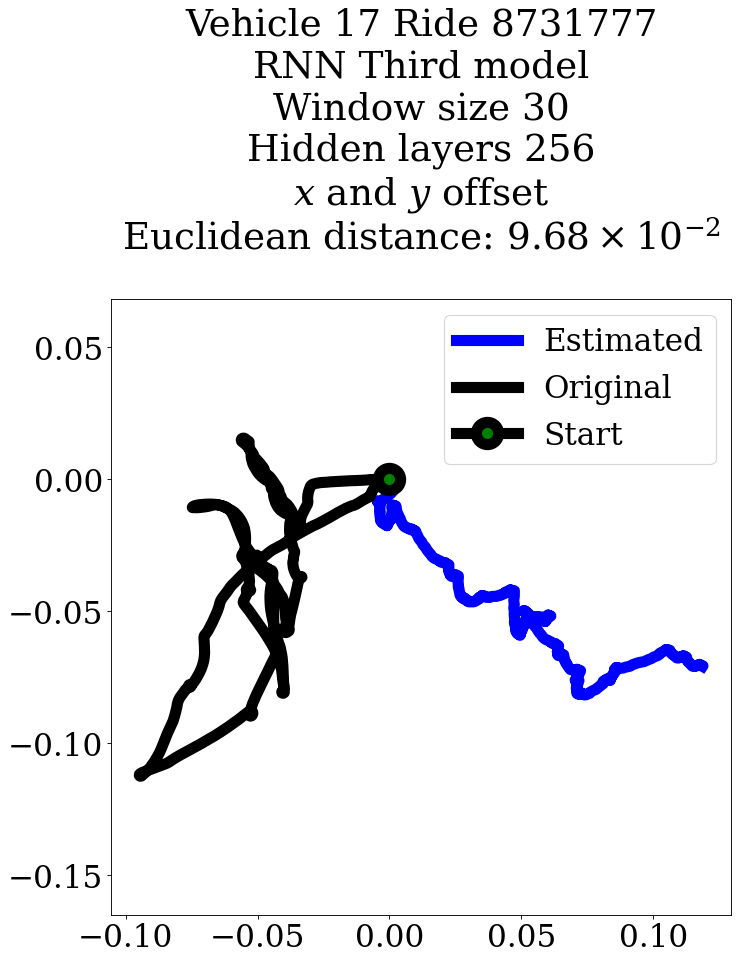 Vehicle 17 Ride 8731777
RNN Third model
Window size 30
Hidden layers 256
x and y offset
Euclidean distance: 9.68 × 10⁻²
Estimated
Original
Start
0.05
0.00
−0.05
−0.10
−0.15
−0.10 −0.05 0.00 0.05 0.10